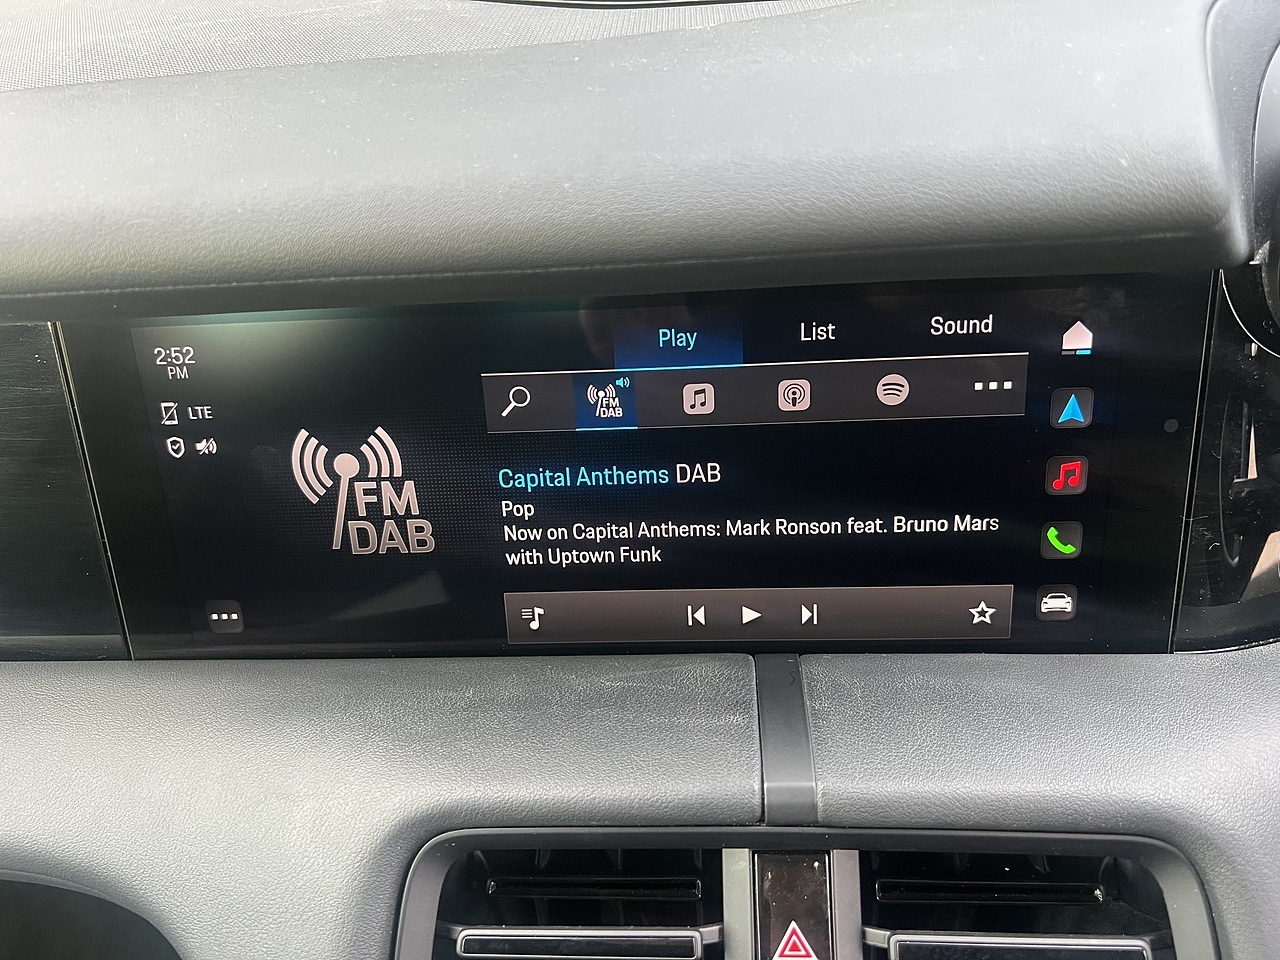 2:52
PM
LTE
Play
List
Sound
FM
DAB
FM
DAB
Capital Anthems DAB
Pop
Now on Capital Anthems: Mark Ronson feat. Bruno Mars
with Uptown Funk